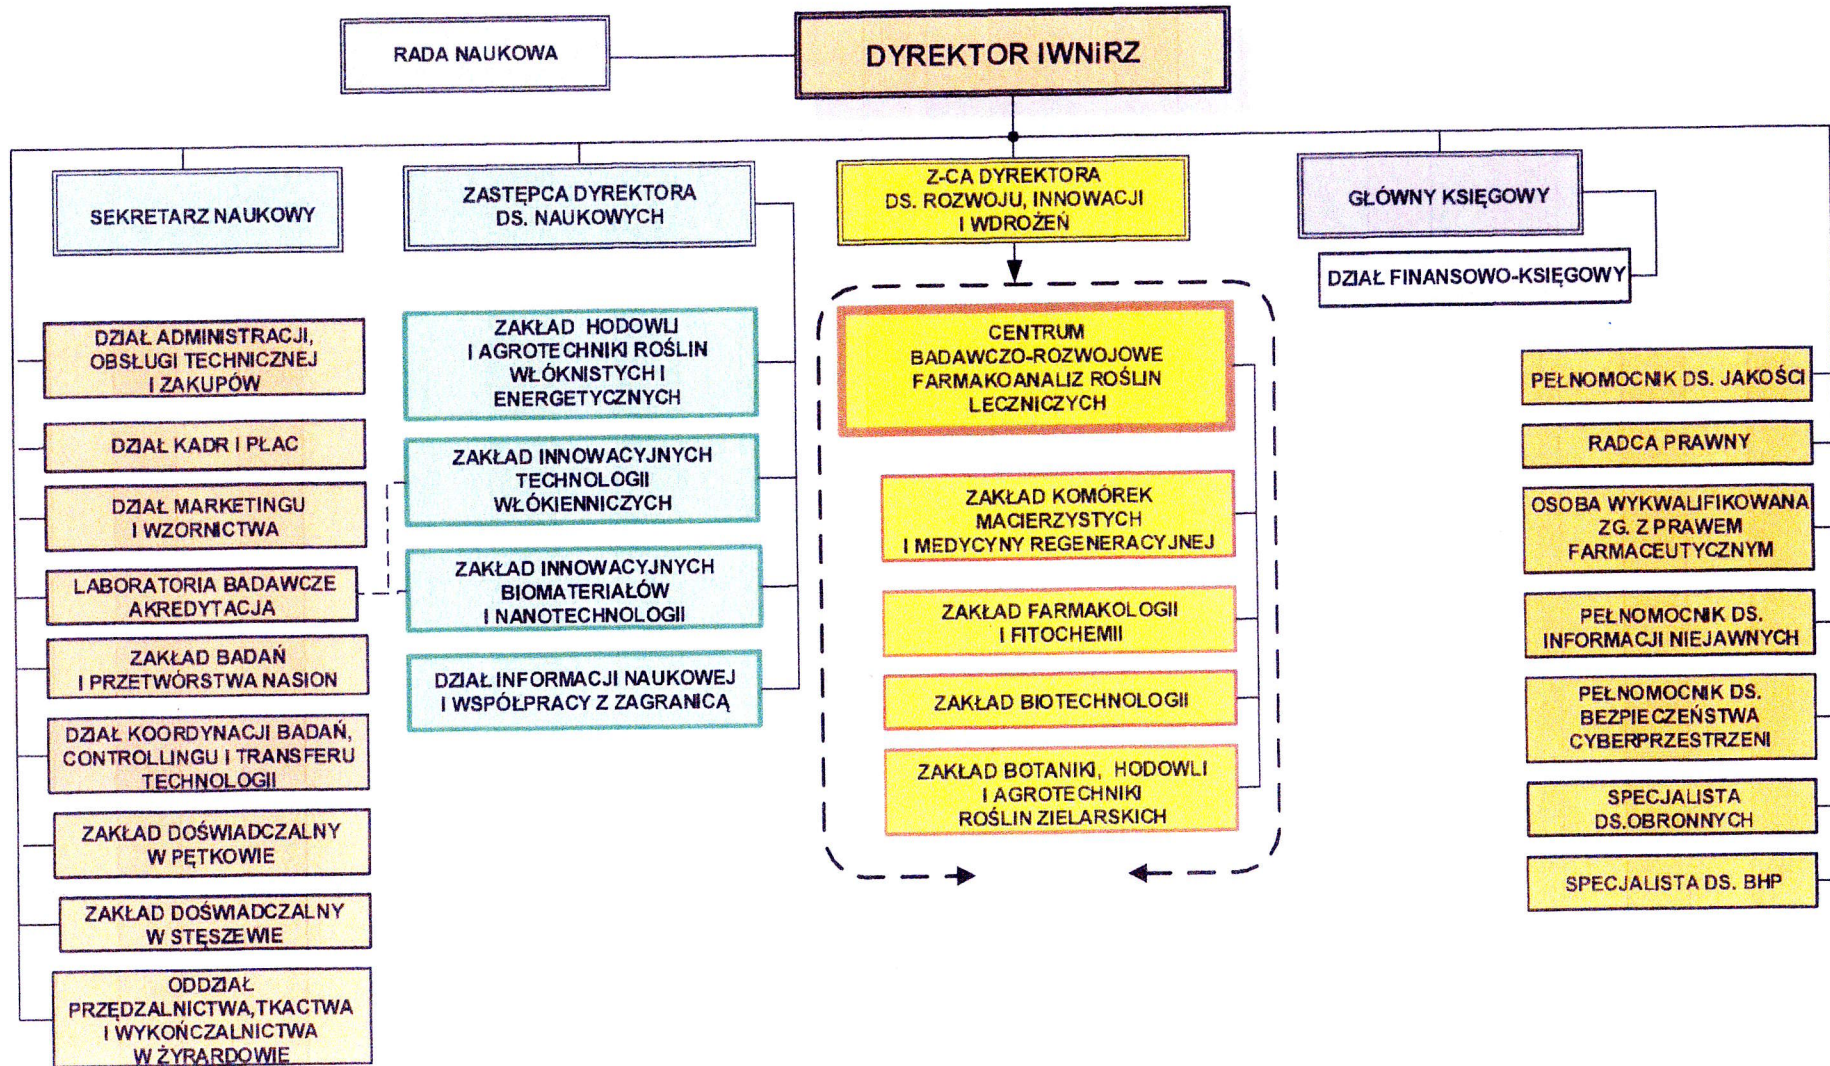 RADA NAUKOWA
DYREKTOR IWNiRZ
SEKRETARZ NAUKOWY
ZASTĘPCA DYREKTORA
DS. NAUKOWYCH
Z-CA DYREKTORA
DS. ROZWOJU, INNOWACJI
I WDROŻEŃ
GŁÓWNY KSIĘGOWY
DZIAŁ FINANSOWO-KSIĘGOWY
DZIAŁ ADMINISTRACJI,
OBSŁUGI TECHNICZNEJ
I ZAKUPÓW
DZIAŁ KADR I PŁAC
DZIAŁ MARKETINGU
I WZORNICTWA
LABORATORIA BADAWCZE
AKREDYTACJA
ZAKŁAD BADAŃ
I PRZETWÓRSTWA NASION
DZIAŁ KOORDYNACJI BADAŃ,
CONTROLLINGU I TRANSFERU
TECHNOLOGII
ZAKŁAD DOŚWIADCZALNY
W PĘTKOWIE
ZAKŁAD DOŚWIADCZALNY
W STĘSZEWIE
ODDZIAŁ
PRZĘDZALNICTWA,TKACTWA
I WYKOŃCZALNICTWA
W ŻYRARDOWIE
ZAKŁAD HODOWLI
I AGROTECHNIKI ROŚLIN
WŁÓKNISTYCH I
ENERGETYCZNYCH
ZAKŁAD INNOWACYJNYCH
TECHNOLOGII
WŁÓKIENNICZYCH
ZAKŁAD INNOWACYJNYCH
BIOMATERIAŁÓW
I NANOTECHNOLOGII
DZIAŁ INFORMACJI NAUKOWEJ
I WSPÓŁPRACY Z ZAGRANICĄ
CENTRUM
BADAWCZO-ROZWOJOWE
FARMAKOANALIZ ROŚLIN
LECZNICZYCH
ZAKŁAD KOMÓREK
MACIERZYSTYCH
I MEDYCYNY REGENERACYJNEJ
ZAKŁAD FARMAKOLOGII
I FITOCHEMII
ZAKŁAD BIOTECHNOLOGII
ZAKŁAD BOTANIKI, HODOWLI
I AGROTECHNIKI
ROŚLIN ZIELARSKICH
PEŁNOMOCNIK DS. JAKOŚCI
RADCA PRAWNY
OSOBA WYKWALIFIKOWANA
ZG. Z PRAWEM
FARMACEUTYCZNYM
PEŁNOMOCNIK DS.
INFORMACJI NIEJAWNYCH
PEŁNOMOCNIK DS.
BEZPIECZEŃSTWA
CYBERPRZESTRZENI
SPECJALISTA
DS.OBRONNYCH
SPECJALISTA DS. BHP